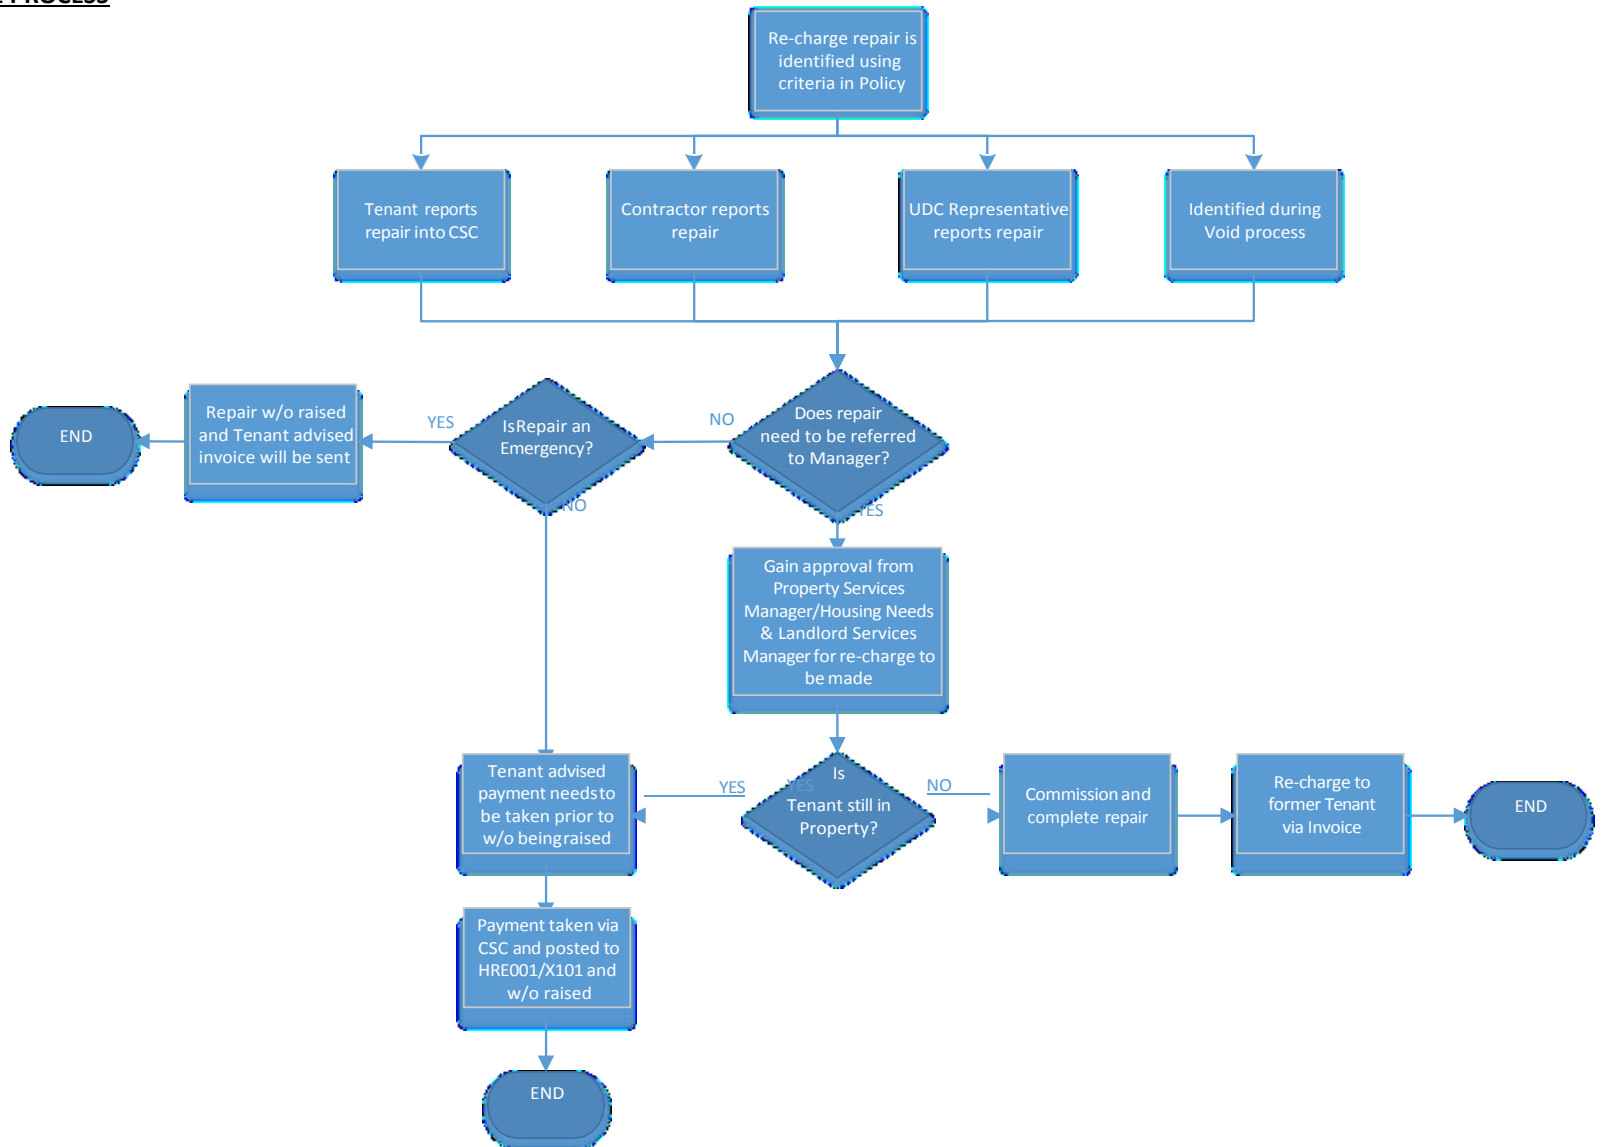 PROCESS
Re-charge repair is
identified using
criteria in Policy
Tenant reports
repair into CSC
Contractor reports
repair
UDC Representative
reports repair
Identified during
Void process
END
Repair w/o raised
and Tenant advised
invoice will be sent
YES
IsRepair an
Emergency?
NO
Does repair
need to be referred
to Manager?
NO
YES
Gain approval from
Property Services
Manager/Housing Needs
& Landlord Services
Manager for re-charge to
be made
Tenant advised
payment needs to
be taken prior to
w/o being raised
YES
YES
Is
Tenant still in
Property?
NO
Commission and
complete repair
Re-charge to
former Tenant
via Invoice
END
Payment taken via
CSC and posted to
HRE001/X101 and
w/o raised
END